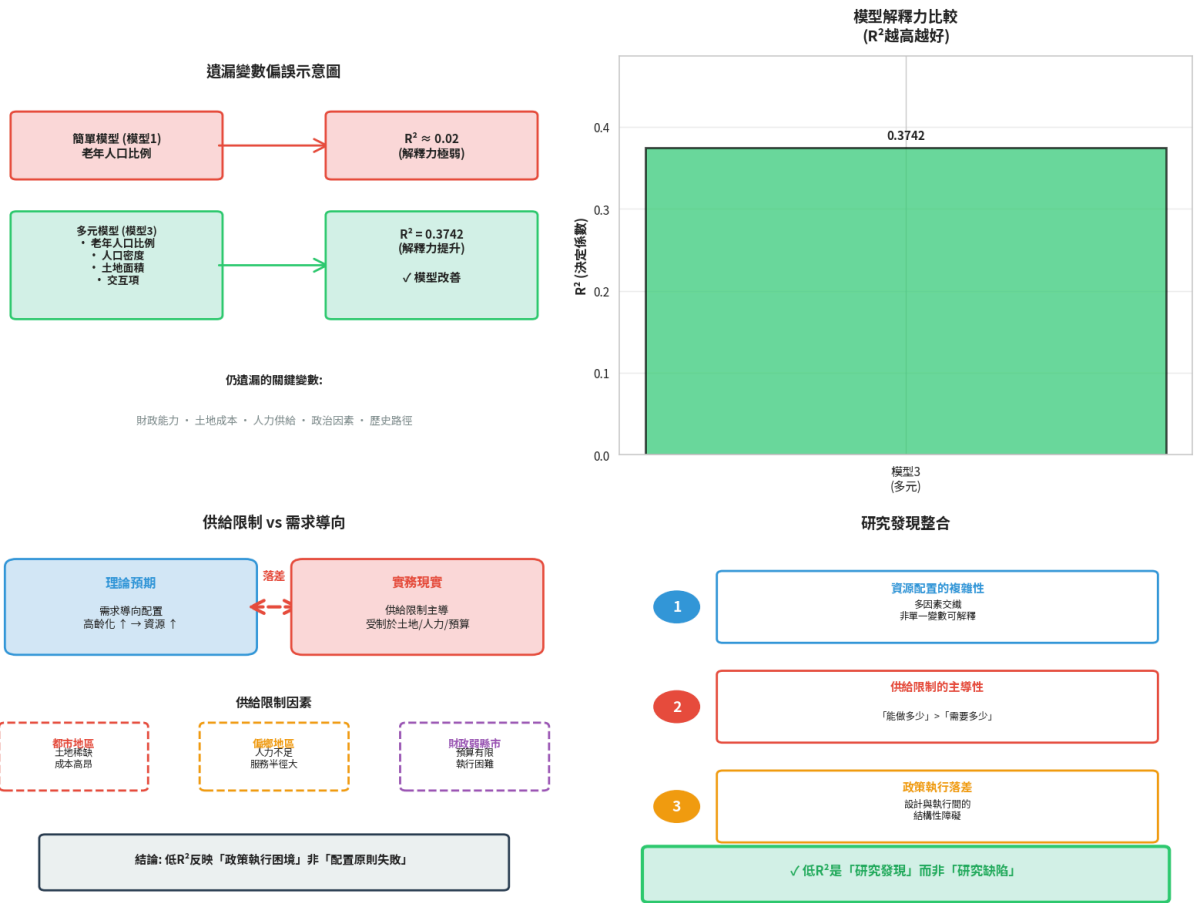 遺漏變數偏誤示意圖
簡單模型 (模型1)
老年人口比例
R² ≈ 0.02
(解釋力極弱)
多元模型 (模型3)
• 老年人口比例
• 人口密度
• 土地面積
• 交互項
R² = 0.3742
(解釋力提升)
✓ 模型改善
仍遺漏的關鍵變數:
財政能力 • 土地成本 • 人力供給 • 政治因素 • 歷史路徑
模型解釋力比較
(R²越高越好)
R² (決定係數)
0.4
0.3
0.2
0.1
0.0
0.3742
模型3
(多元)
供給限制 vs 需求導向
理論預期
需求導向配置
高齡化 ↑ → 資源 ↑
落差
實務現實
供給限制主導
受制於土地/人力/預算
供給限制因素
都市地區
土地稀缺
成本高昂
偏鄉地區
人力不足
服務半徑大
財政弱縣市
預算有限
執行困難
結論: 低R²反映「政策執行困境」非「配置原則失敗」
研究發現整合
1
資源配置的複雜性
多因素交織
非單一變數可解釋
2
供給限制的主導性
「能做多少」>「需要多少」
3
政策執行落差
設計與執行間的
結構性障礙
✓ 低R²是「研究發現」而非「研究缺陷」